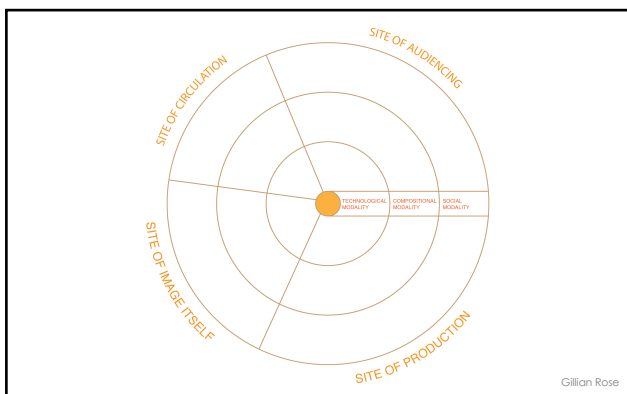 SITE OF AUDIENCING
SITE OF CIRCULATION
TECHNOLOGICAL
MODALITY
COMPOSITIONAL
MODALITY
SOCIAL
MODALITY
SITE OF IMAGE ITSELF
SITE OF PRODUCTION
Gillian Rose